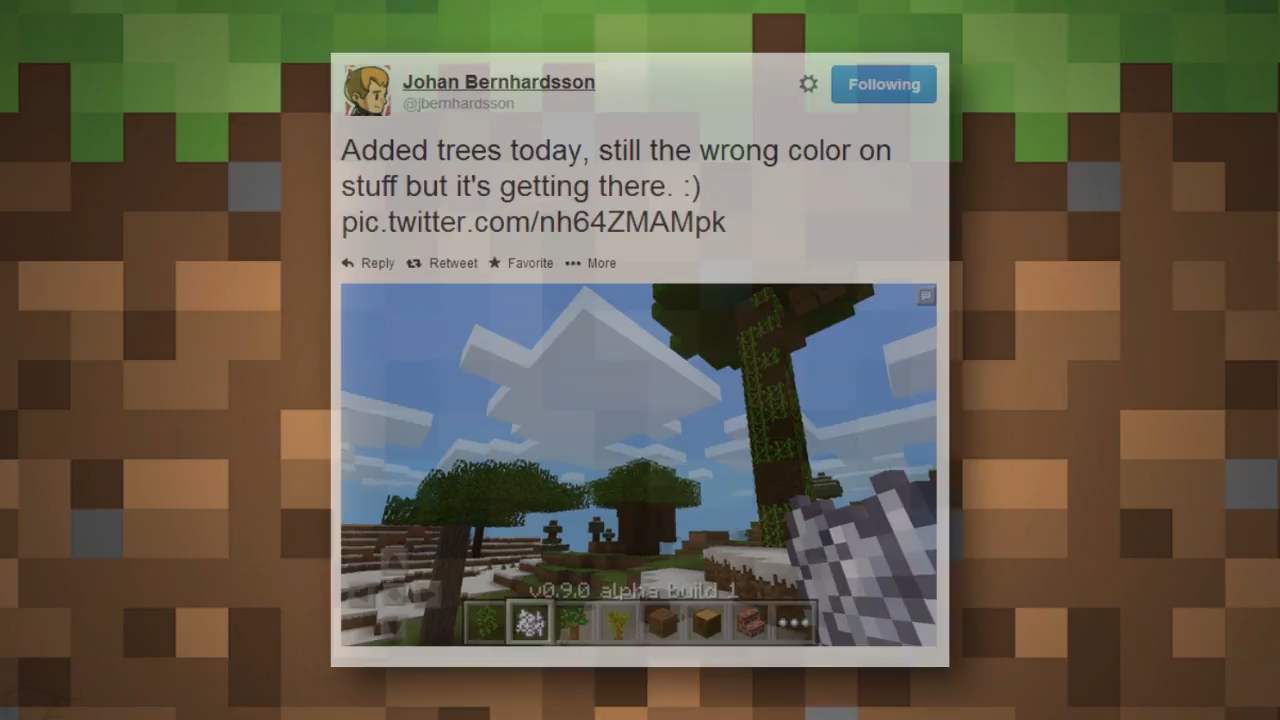 Johan Bernhardsson
@jbernhardsson
Following
Added trees today, still the wrong color on
stuff but it's getting there. :)
pic.twitter.com/nh64ZMAMpk
Reply Retweet Favorite More
v0.9.0 alpha build 1